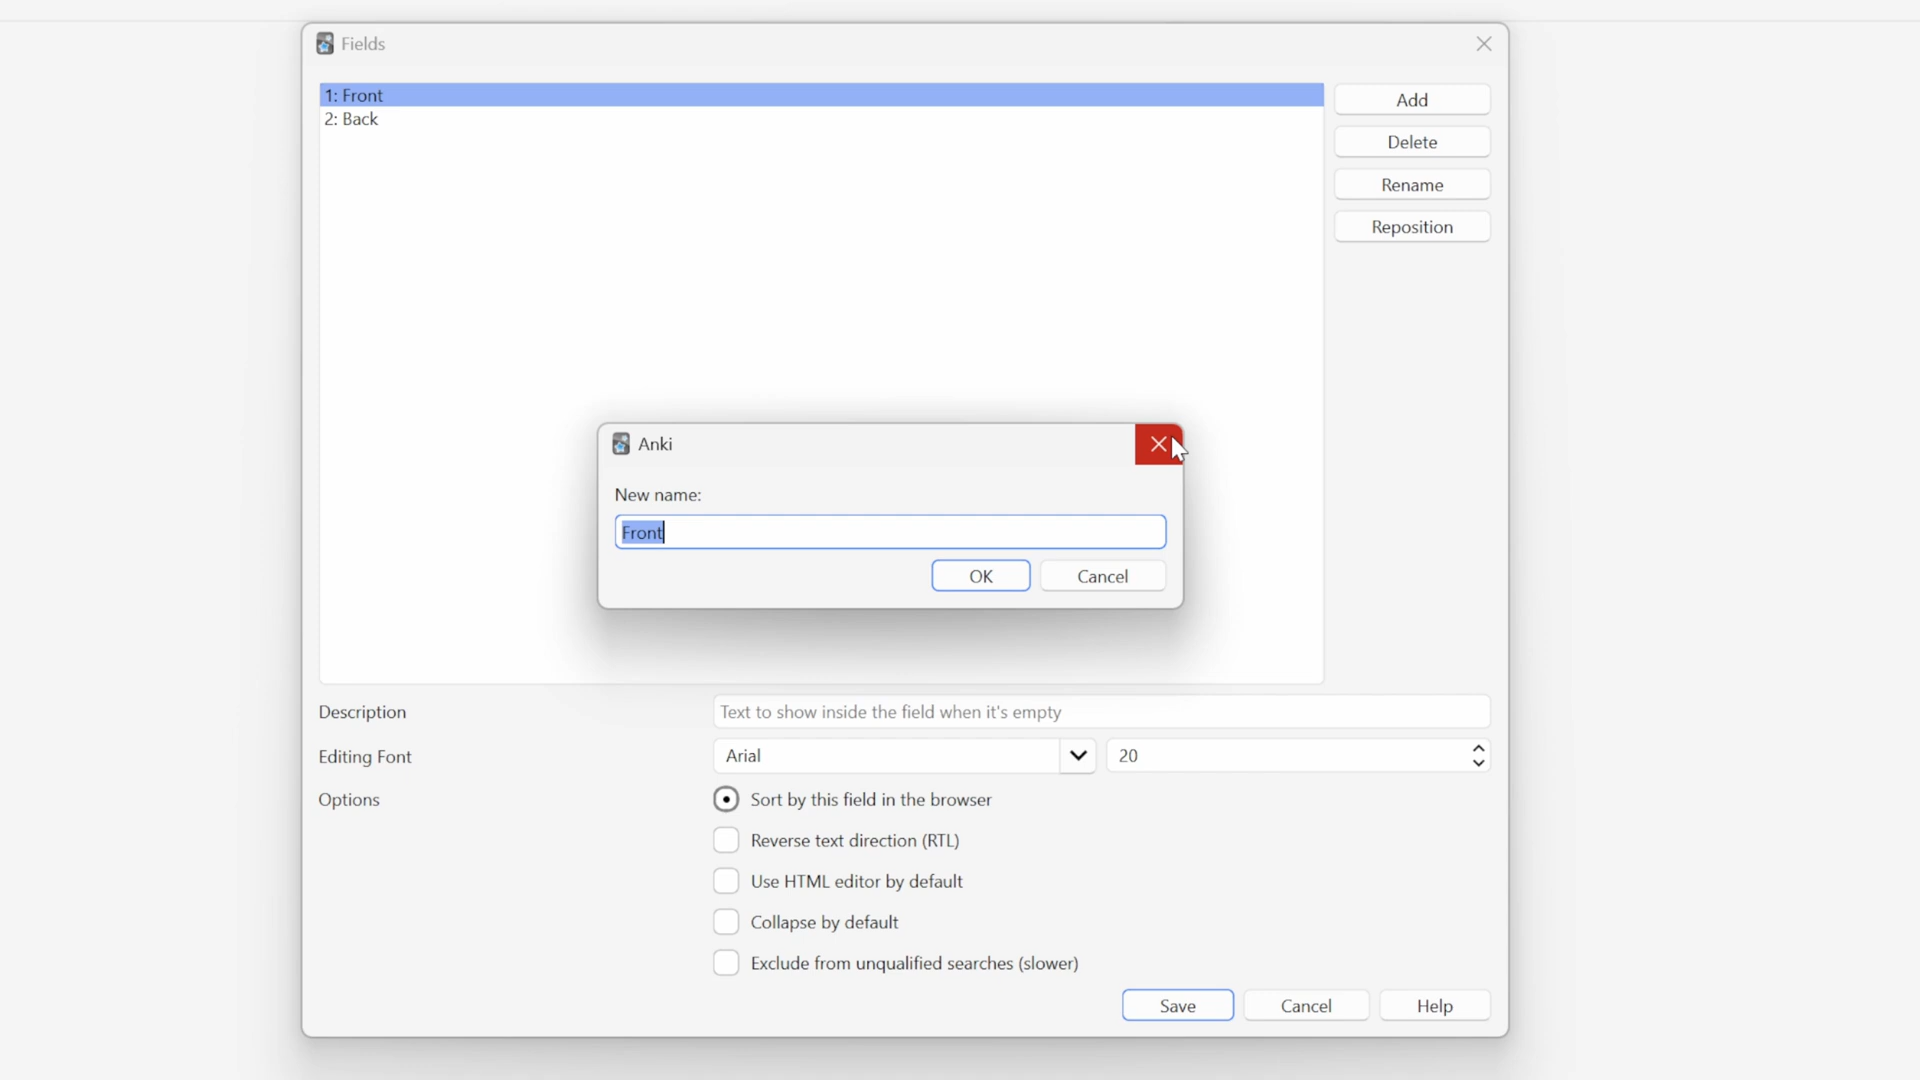 Fields
1: Front
2: Back
Add
Delete
Rename
Reposition
Anki
New name:
Front
OK
Cancel
Description
Text to show inside the field when it's empty
Editing Font
Arial
20
Options
Sort by this field in the browser
Reverse text direction (RTL)
Use HTML editor by default
Collapse by default
Exclude from unqualified searches (slower)
Save
Cancel
Help